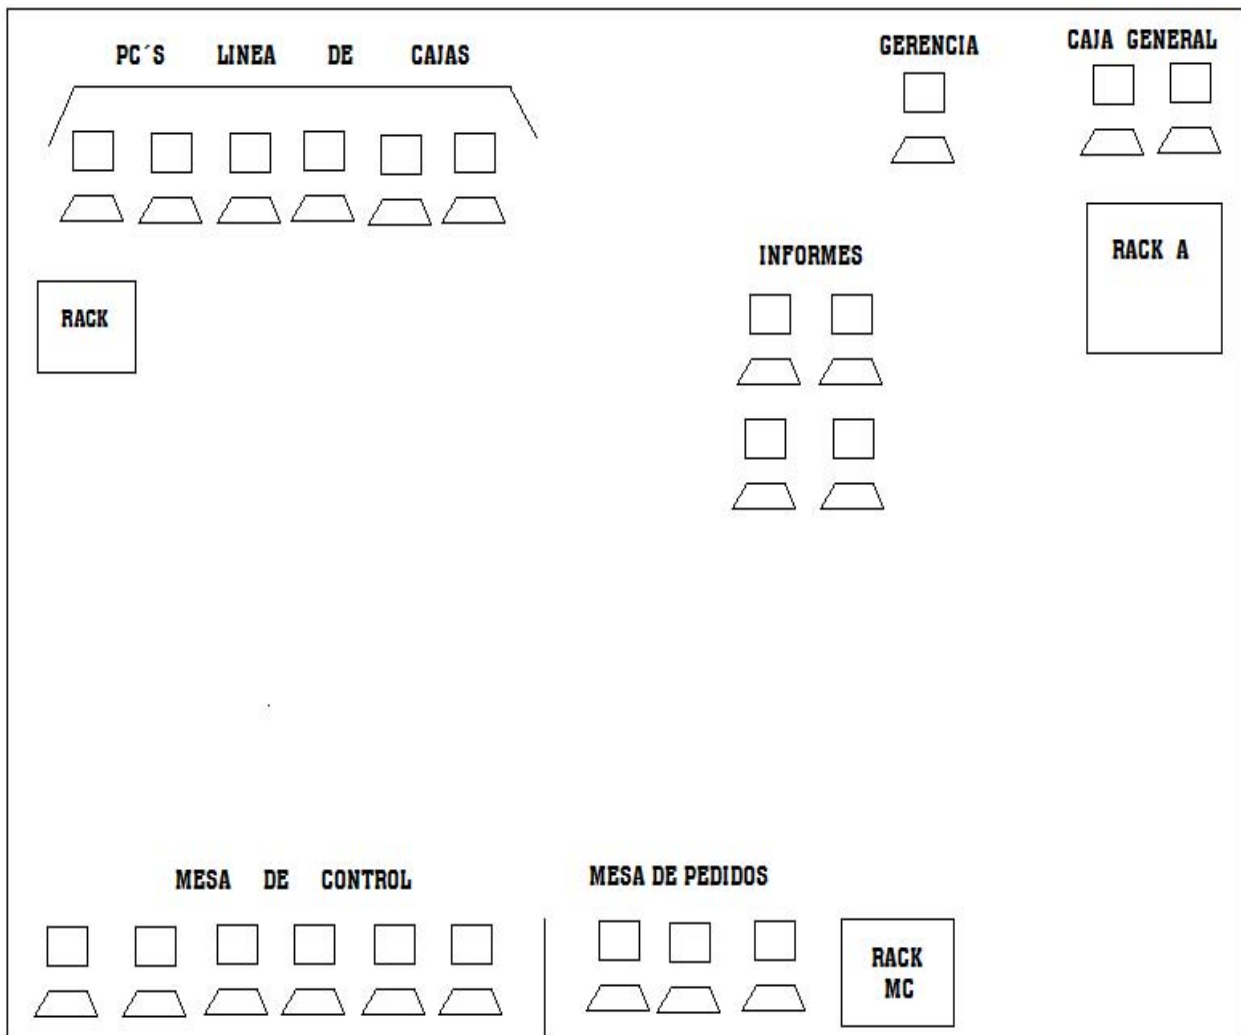 PC´S LINEA DE CAJAS
GERENCIA
CAJA GENERAL
INFORMES
RACK A
RACK
MESA DE CONTROL
MESA DE PEDIDOS
RACK
MC